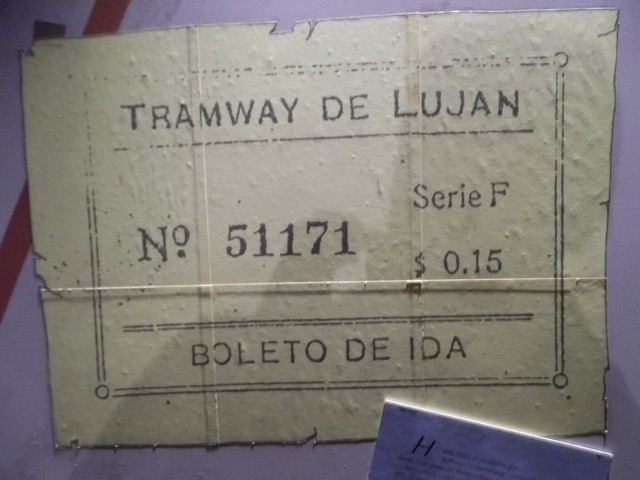 TRAMWAY DE LUJAN
Serie F
Nº 51171
$ 0.15
BOLETO DE IDA
H